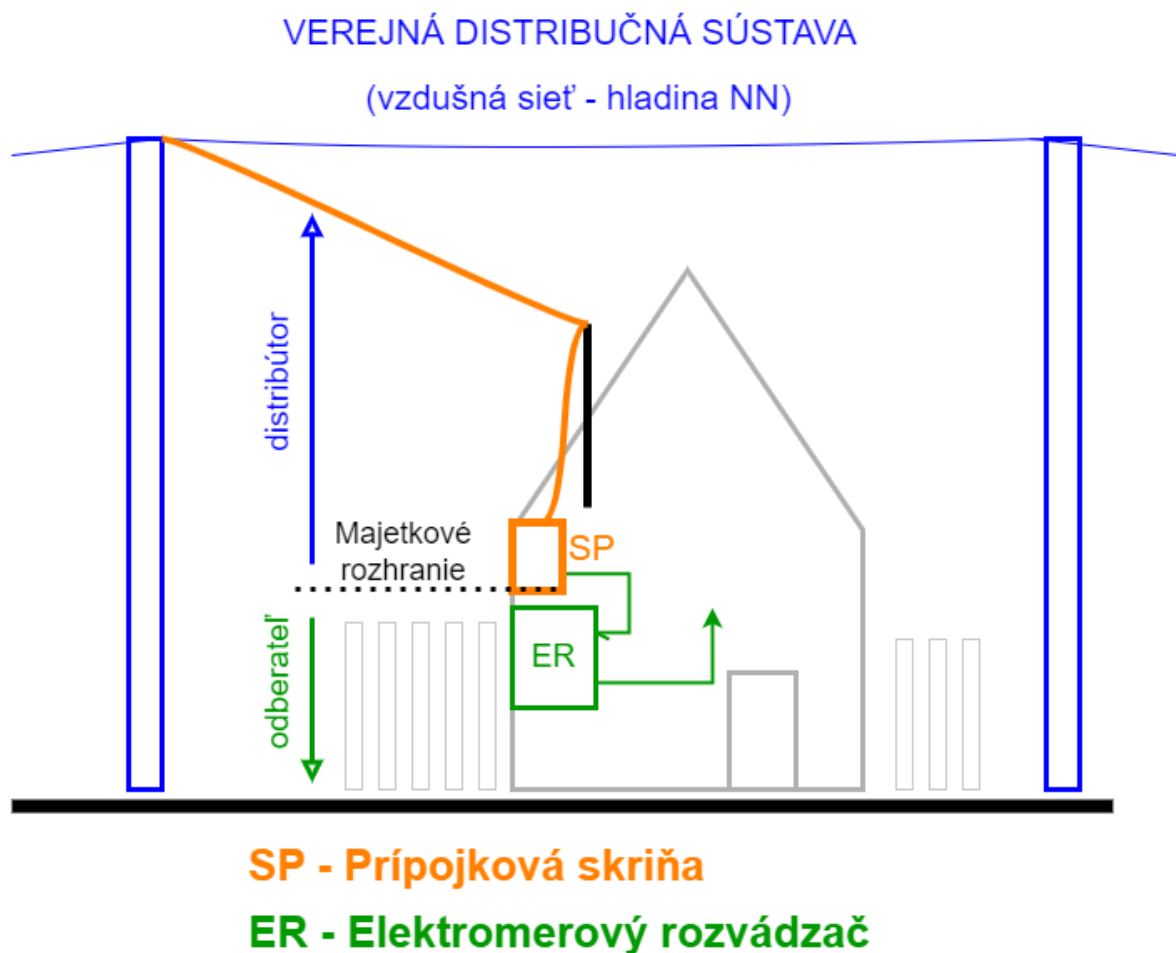 VEREJNÁ DISTRIBUČNÁ SÚSTAVA
(vzdušná sieť - hladina NN)
distribútor
Majetkové
rozhranie
SP
odberateľ
ER
SP - Prípojková skriňa
ER - Elektromerový rozvádzač